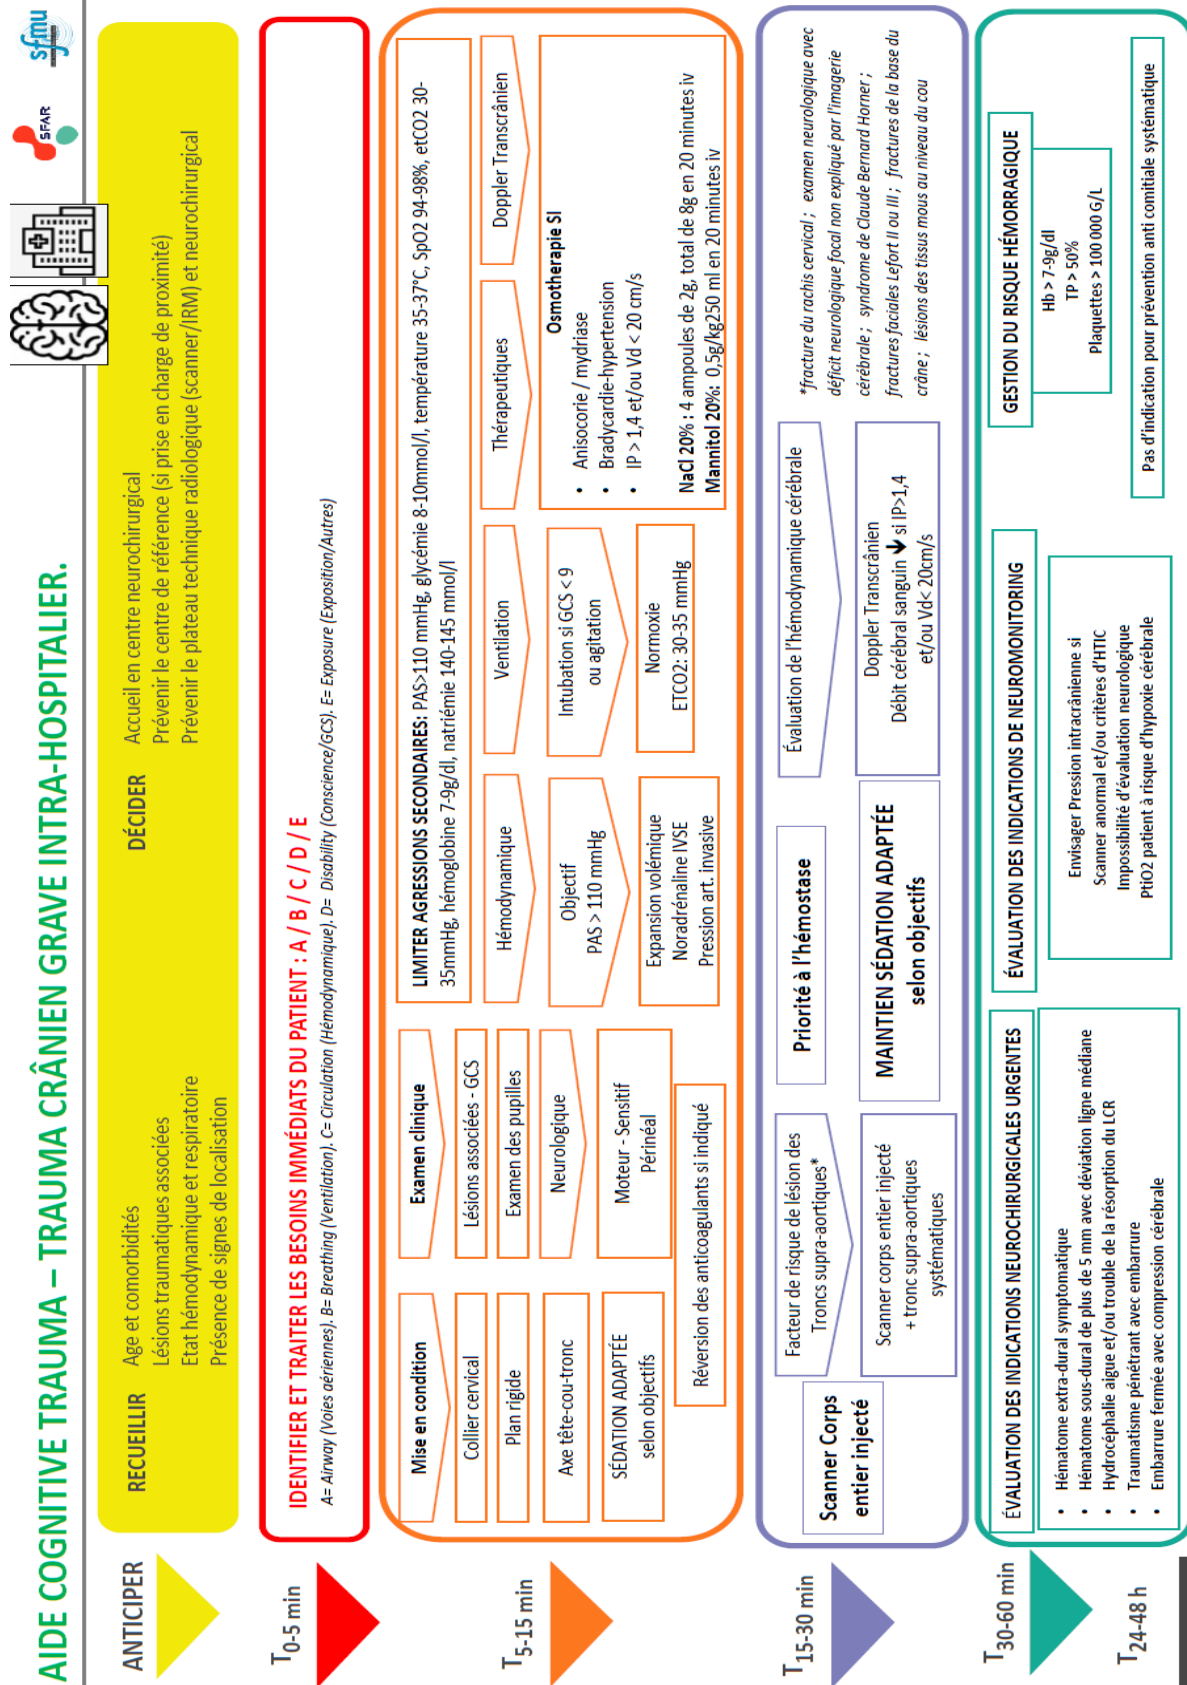 AIDE COGNITIVE TRAUMA – TRAUMA CRÂNIEN GRAVE INTRA-HOSPITALIER.
SFAR
sfmu
ANTICIPER
RECUEILLIR
Age et comorbidités
Lésions traumatiques associées
Etat hémodynamique et respiratoire
Présence de signes de localisation
DÉCIDER
Accueil en centre neurochirurgical
Prévenir le centre de référence (si prise en charge de proximité)
Prévenir le plateau technique radiologique (scanner/IRM) et neurochirurgical
T0-5 min
IDENTIFIER ET TRAITER LES BESOINS IMMÉDIATS DU PATIENT : A / B / C / D / E
A= Airway (Voies aériennes). B= Breathing (Ventilation). C= Circulation (Hémodynamique). D= Disability (Conscience/GCS). E= Exposure (Exposition/Autres)
T5-15 min
Mise en condition
Collier cervical
Plan rigide
Axe tête-cou-tronc
SÉDATION ADAPTÉE
selon objectifs
Examen clinique
Lésions associées - GCS
Examen des pupilles
Neurologique
Moteur - Sensitif
Périnéal
Réversion des anticoagulants si indiqué
LIMITER AGRESSIONS SECONDAIRES: PAS>110 mmHg, glycémie 8-10mmol/l, température 35-37°C, SpO2 94-98%, etCO2 30-
35mmHg, hémoglobine 7-9g/dl, natriémie 140-145 mmol/l
Hémodynamique
Objectif
PAS > 110 mmHg
Expansion volémique
Noradrénaline IVSE
Pression art. invasive
Ventilation
Intubation si GCS < 9
ou agitation
Normoxie
ETCO2: 30-35 mmHg
Thérapeutiques
Doppler Transcrânien
Osmotherapie SI
• Anisocorie / mydriase
• Bradycardie-hypertension
• IP > 1,4 et/ou Vd < 20 cm/s
NaCl 20% : 4 ampoules de 2g, total de 8g en 20 minutes iv
Mannitol 20%: 0,5g/kg250 ml en 20 minutes iv
T15-30 min
Scanner Corps
entier injecté
Facteur de risque de lésion des
Troncs supra-aortiques*
Scanner corps entier injecté
+ tronc supra-aortiques
systématiques
Priorité à l'hémostase
MAINTIEN SÉDATION ADAPTÉE
selon objectifs
Évaluation de l'hémodynamique cérébrale
Doppler Transcrânien
Débit cérébral sanguin ↓ si IP>1,4
et/ou Vd< 20cm/s
*fracture du rachis cervical ; examen neurologique avec
déficit neurologique focal non expliqué par l'imagerie
cérébrale ; syndrome de Claude Bernard Horner ;
fractures faciales Lefort II ou III ; fractures de la base du
crâne ; lésions des tissus mous au niveau du cou
T30-60 min
ÉVALUATION DES INDICATIONS NEUROCHIRURGICALES URGENTES
• Hématome extra-dural symptomatique
• Hématome sous-dural de plus de 5 mm avec déviation ligne médiane
• Hydrocéphalie aigue et/ou trouble de la résorption du LCR
• Traumatisme pénétrant avec embarrure
• Embarrure fermée avec compression cérébrale
ÉVALUATION DES INDICATIONS DE NEUROMONITORING
Envisager Pression intracrânienne si
Scanner anormal et/ou critères d'HTIC
Impossibilité d'évaluation neurologique
PtiO2 patient à risque d'hypoxie cérébrale
GESTION DU RISQUE HÉMORRAGIQUE
Hb > 7-9g/dl
TP > 50%
Plaquettes > 100 000 G/L
Pas d'indication pour prévention anti comitiale systématique
T24-48 h